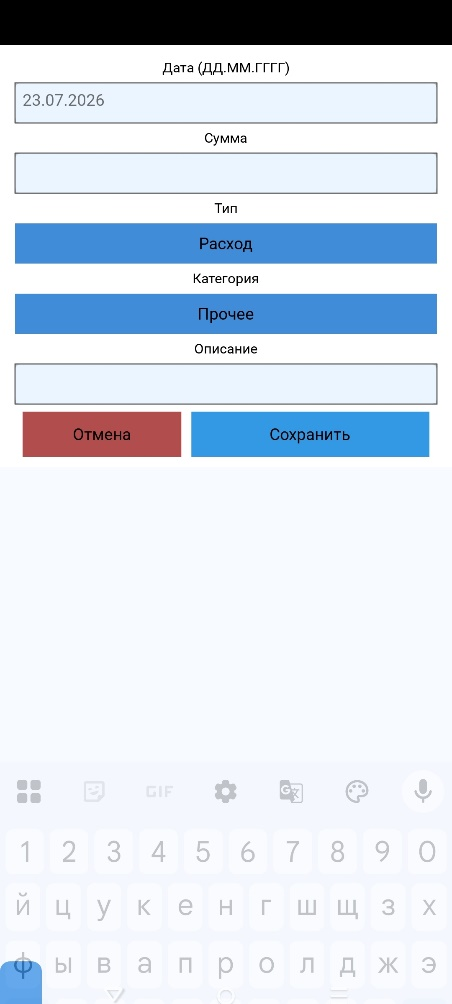 Дата (ДД.ММ.ГГГГ)
23.07.2026
Сумма
Тип
Расход
Категория
Прочее
Описание
Отмена Сохранить
GIF
1 2 3 4 5 6 7 8 9 0
й ц у к е н г ш щ з х
ф ы в а п р о л д ж э